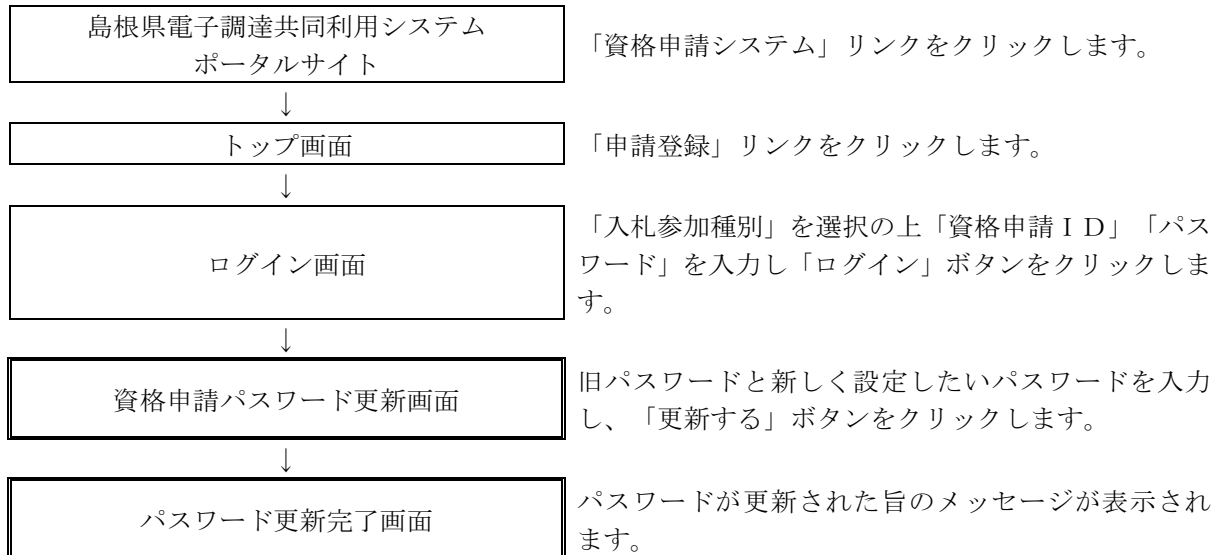 島根県電子調達共同利用システム
ポータルサイト
「資格申請システム」リンクをクリックします。
↓
トップ画面
「申請登録」リンクをクリックします。
↓
ログイン画面
「入札参加種別」を選択の上「資格申請ＩＤ」「パス
ワード」を入力し「ログイン」ボタンをクリックしま
す。
↓
資格申請パスワード更新画面
旧パスワードと新しく設定したいパスワードを入力
し、「更新する」ボタンをクリックします。
↓
パスワード更新完了画面
パスワードが更新された旨のメッセージが表示され
ます。